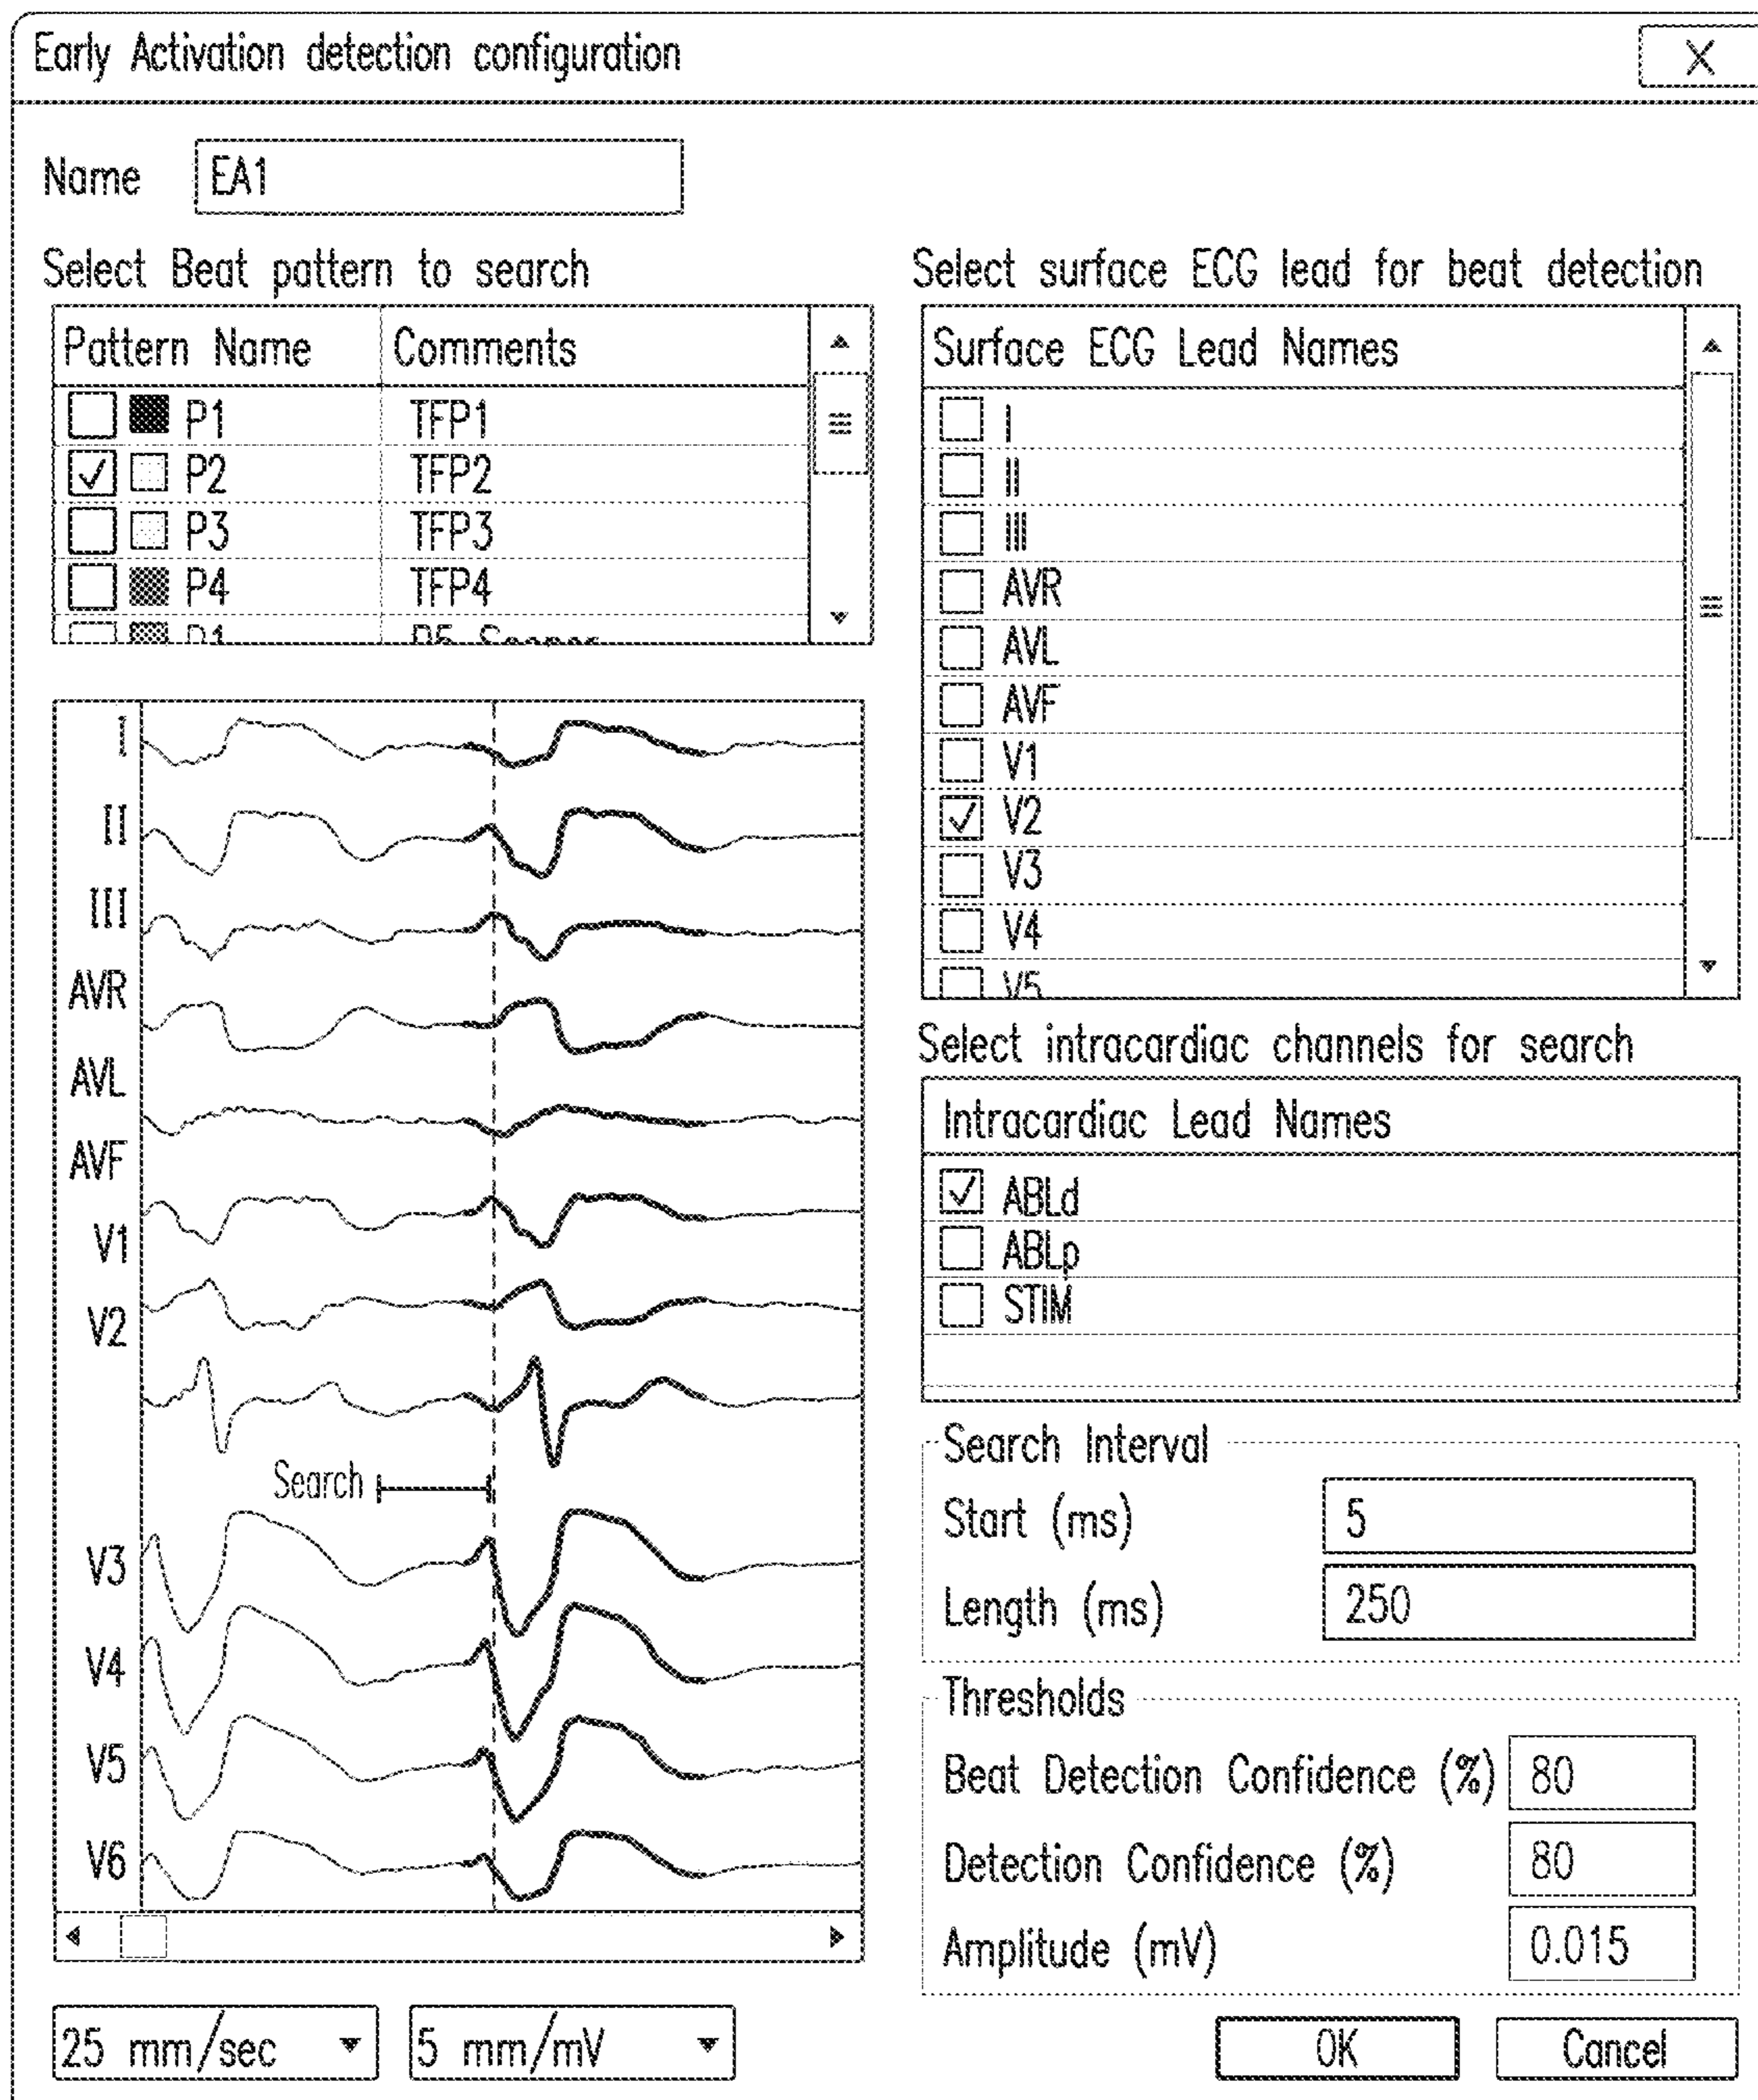 Early Activation detection configuration
X
Name EA1
Select Beat pattern to search
Pattern Name Comments
P1 TFP1
P2 TFP2
P3 TFP3
P4 TFP4
I
II
III
AVR
AVL
AVF
V1
V2
Search
V3
V4
V5
V6
25 mm/sec
5 mm/mV
Select surface ECG lead for beat detection
Surface ECG Lead Names
I
II
III
AVR
AVL
AVF
V1
V2
V3
V4
V5
Select intracardiac channels for search
Intracardiac Lead Names
ABLd
ABLp
STIM
Search Interval
Start (ms) 5
Length (ms) 250
Thresholds
Beat Detection Confidence (%) 80
Detection Confidence (%) 80
Amplitude (mV) 0.015
OK
Cancel